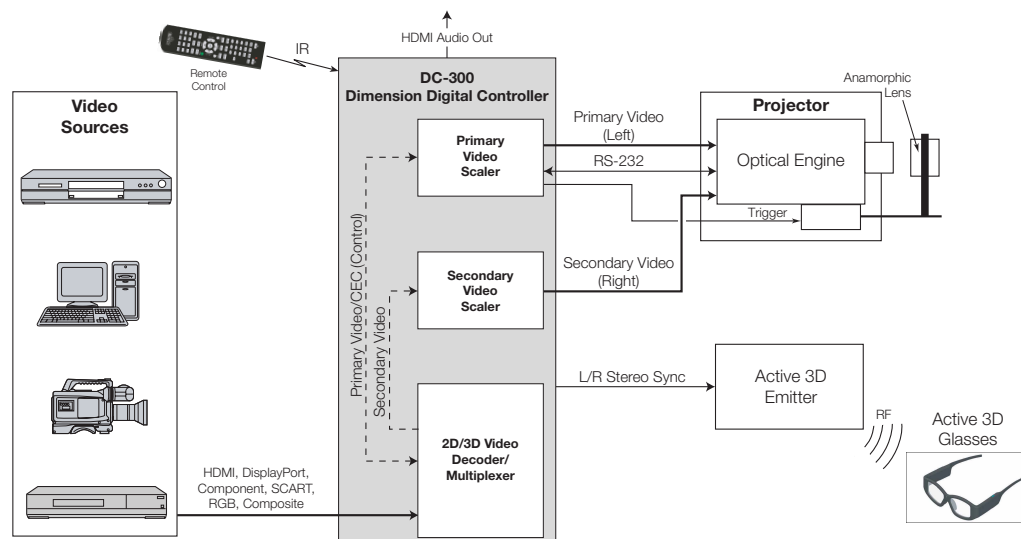 HDMI Audio Out
IR
Remote
Control
DC-300
Dimension Digital Controller
Video
Sources
Primary
Video
Scaler
Secondary
Video
Scaler
2D/3D Video
Decoder/
Multiplexer
Primary Video/CEC (Control)
Secondary Video
HDMI, DisplayPort,
Component, SCART,
RGB, Composite
Primary Video
(Left)
RS-232
Trigger
Secondary Video
(Right)
Projector
Optical Engine
Anamorphic
Lens
L/R Stereo Sync
Active 3D
Emitter
RF
Active 3D
Glasses